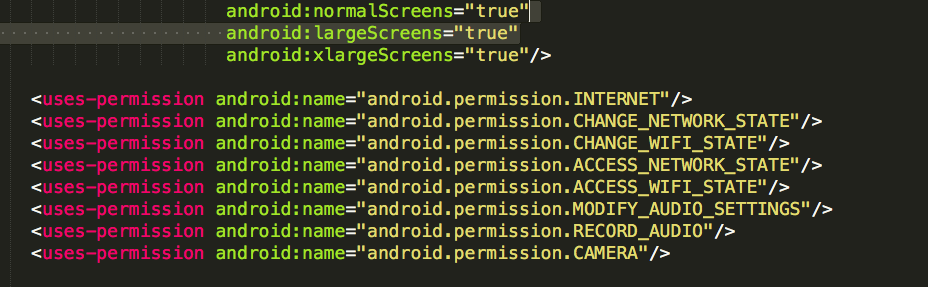 android:normalScreens="true"
android:largeScreens="true"
android:xlargeScreens="true"/>
<uses-permission android:name="android.permission.INTERNET"/>
<uses-permission android:name="android.permission.CHANGE_NETWORK_STATE"/>
<uses-permission android:name="android.permission.CHANGE_WIFI_STATE"/>
<uses-permission android:name="android.permission.ACCESS_NETWORK_STATE"/>
<uses-permission android:name="android.permission.ACCESS_WIFI_STATE"/>
<uses-permission android:name="android.permission.MODIFY_AUDIO_SETTINGS"/>
<uses-permission android:name="android.permission.RECORD_AUDIO"/>
<uses-permission android:name="android.permission.CAMERA"/>